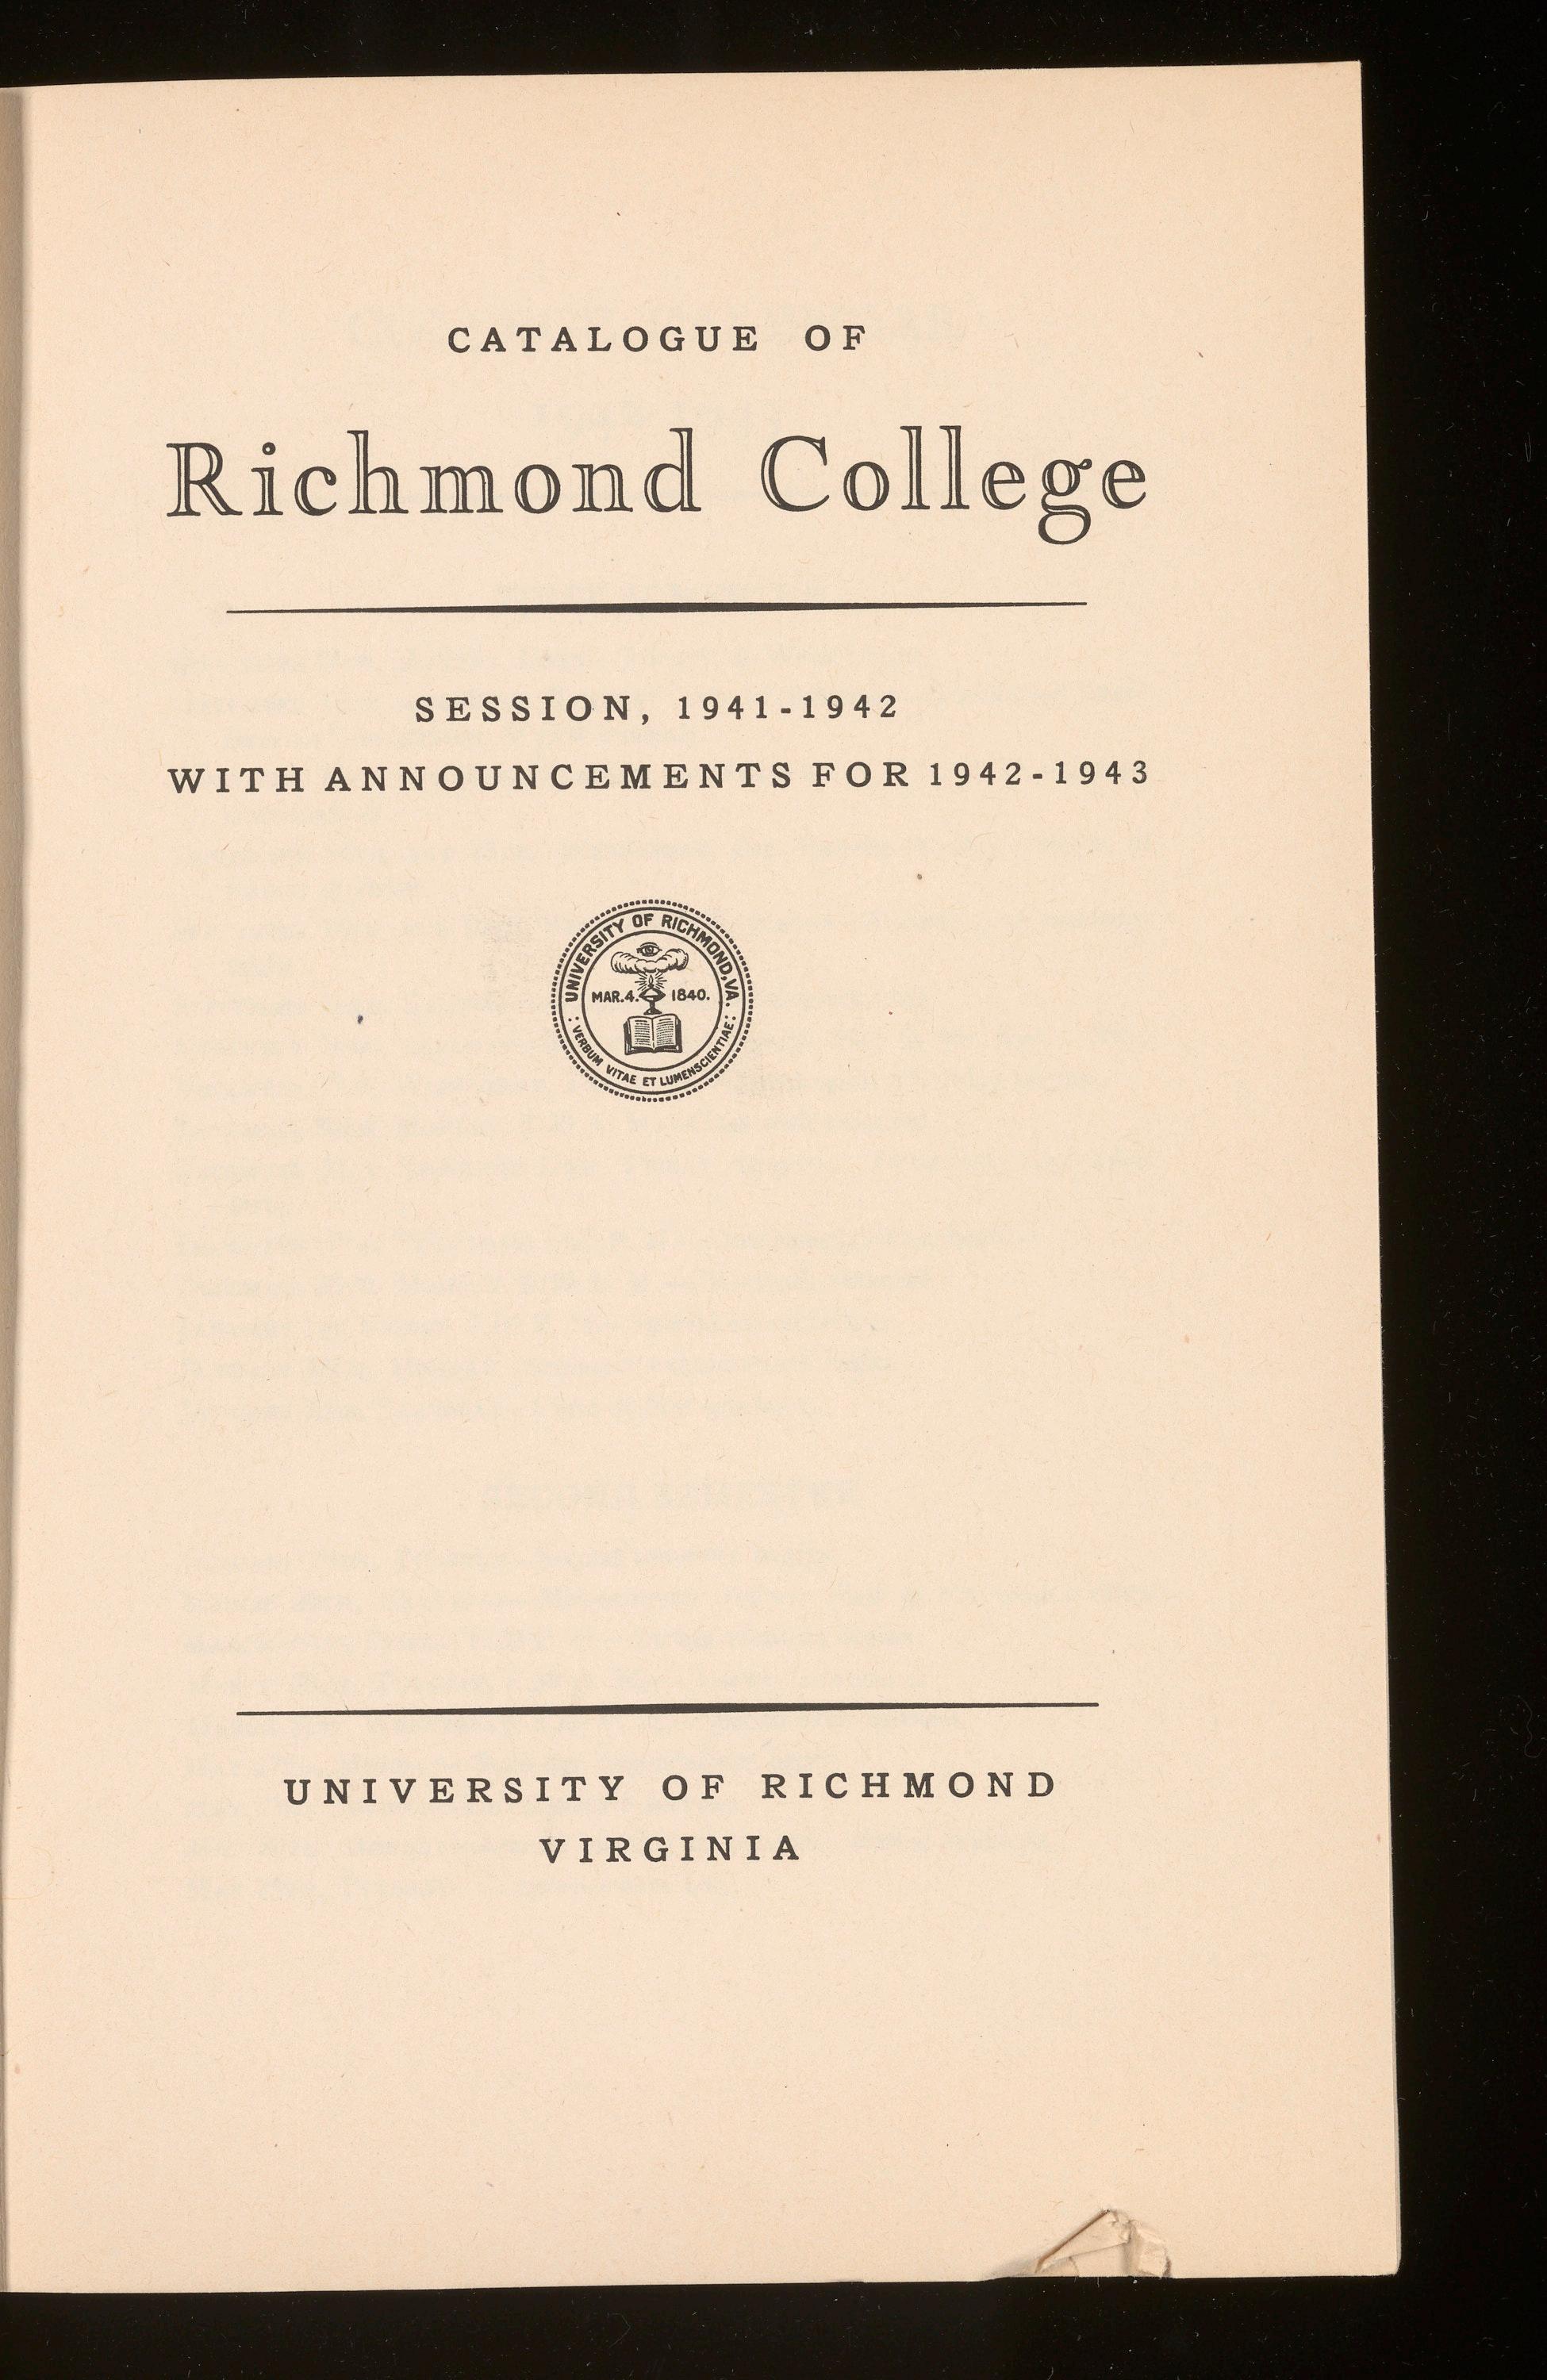 CATALOGUE OF
Richmond College
SESSION, 1941-1942
WITH ANNOUNCEMENTS FOR 1942-1943
UNIVERSITY OF RICHMOND, VA.
MAR. 4. 1840.
: VERBUM VITAE ET LUMEN SCIENTIAE :
UNIVERSITY OF RICHMOND
VIRGINIA